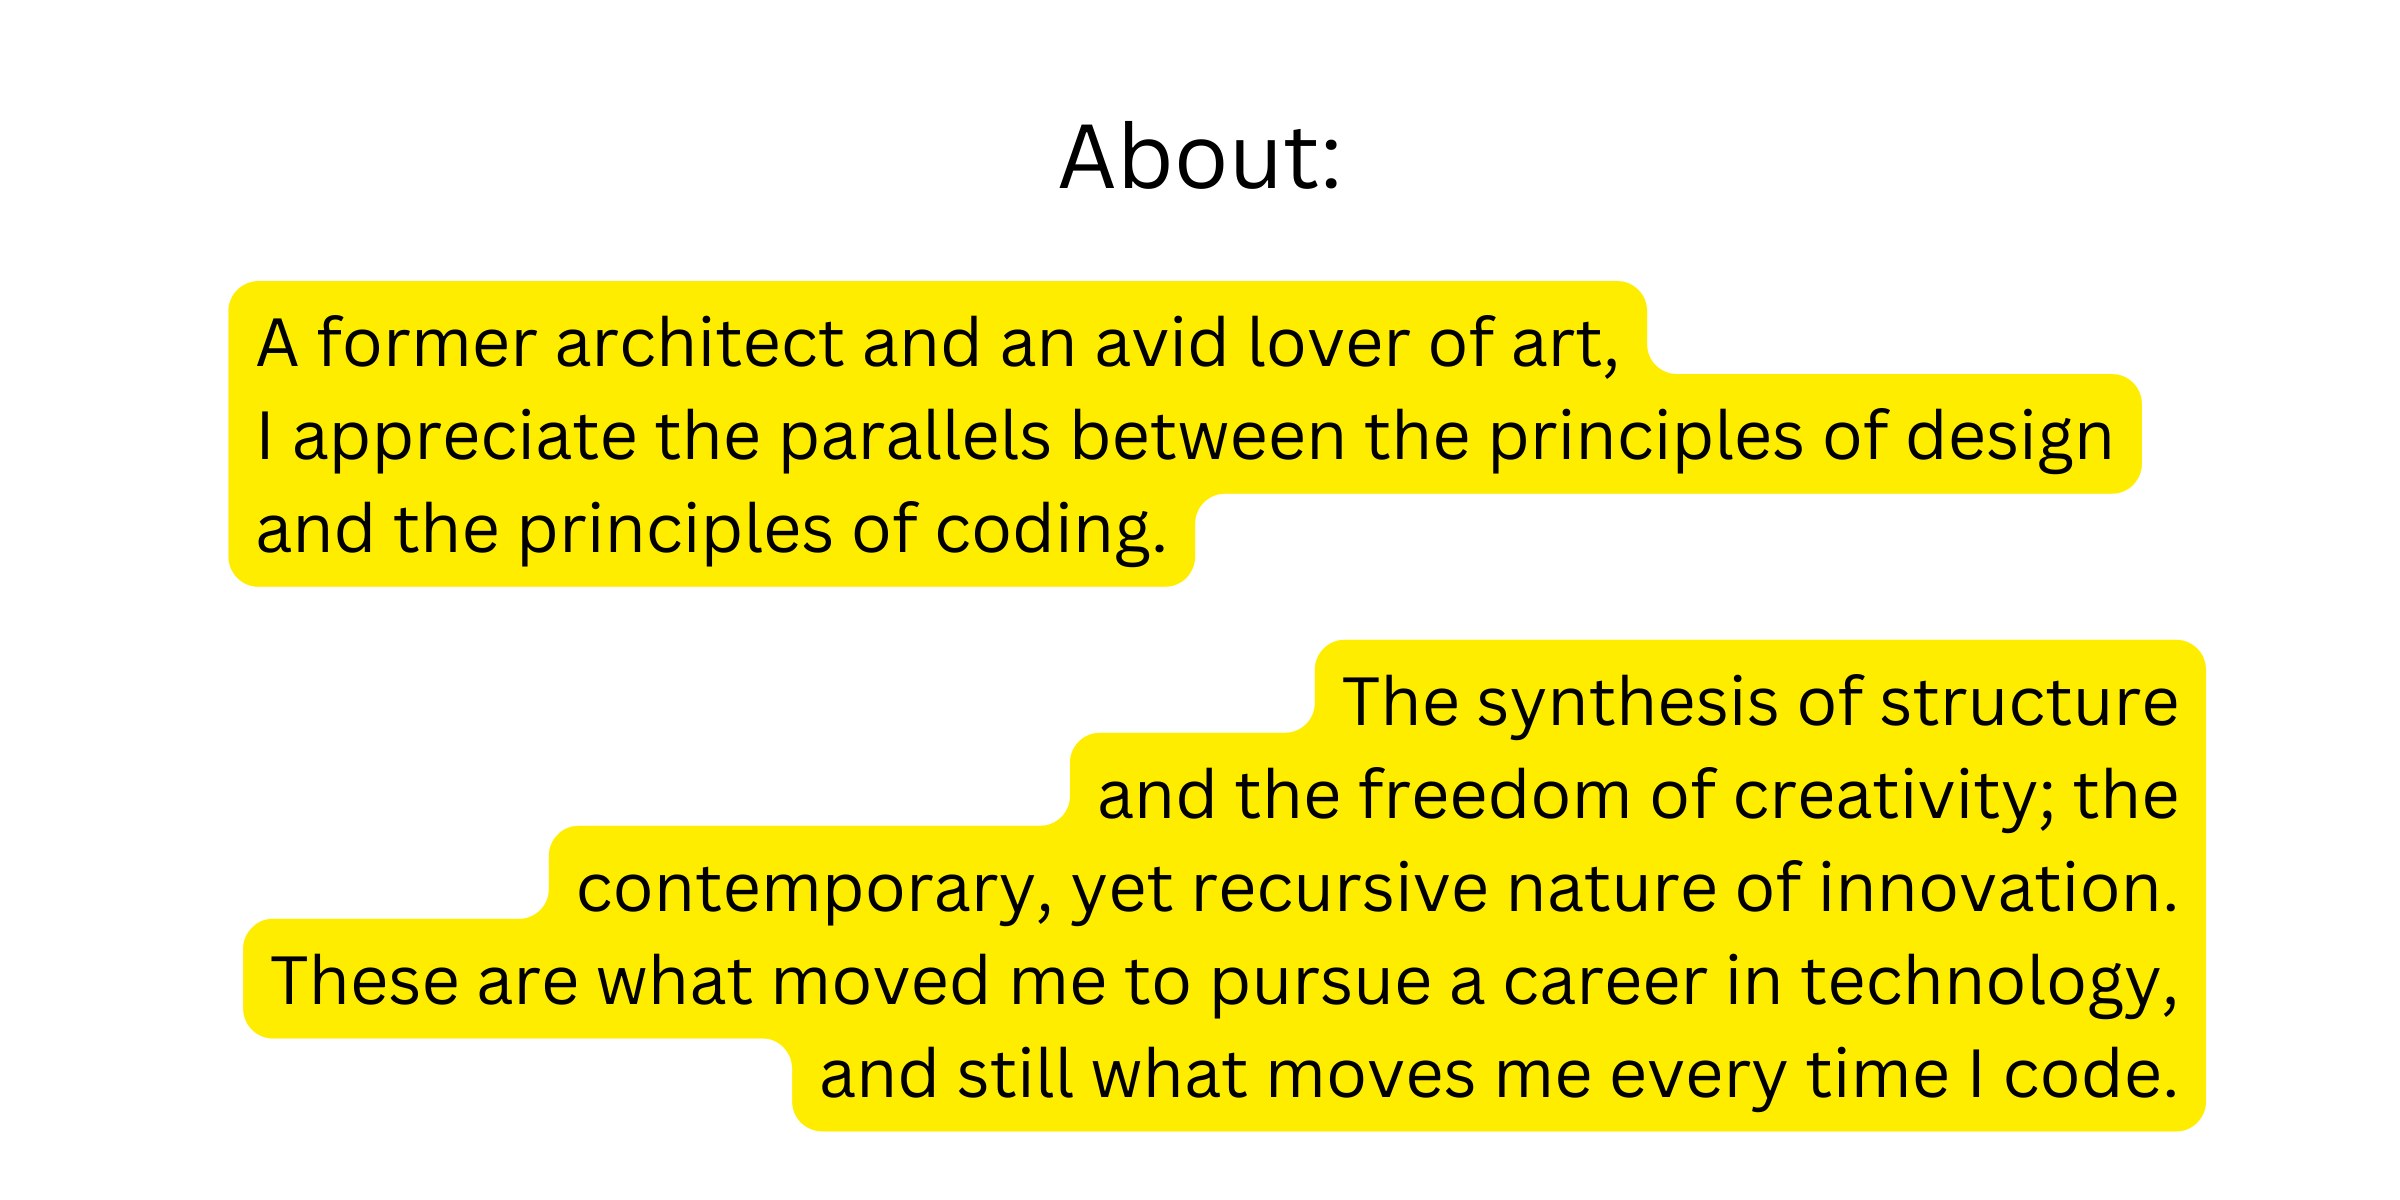 About:
A former architect and an avid lover of art,
I appreciate the parallels between the principles of design
and the principles of coding.
The synthesis of structure
and the freedom of creativity; the
contemporary, yet recursive nature of innovation.
These are what moved me to pursue a career in technology,
and still what moves me every time I code.